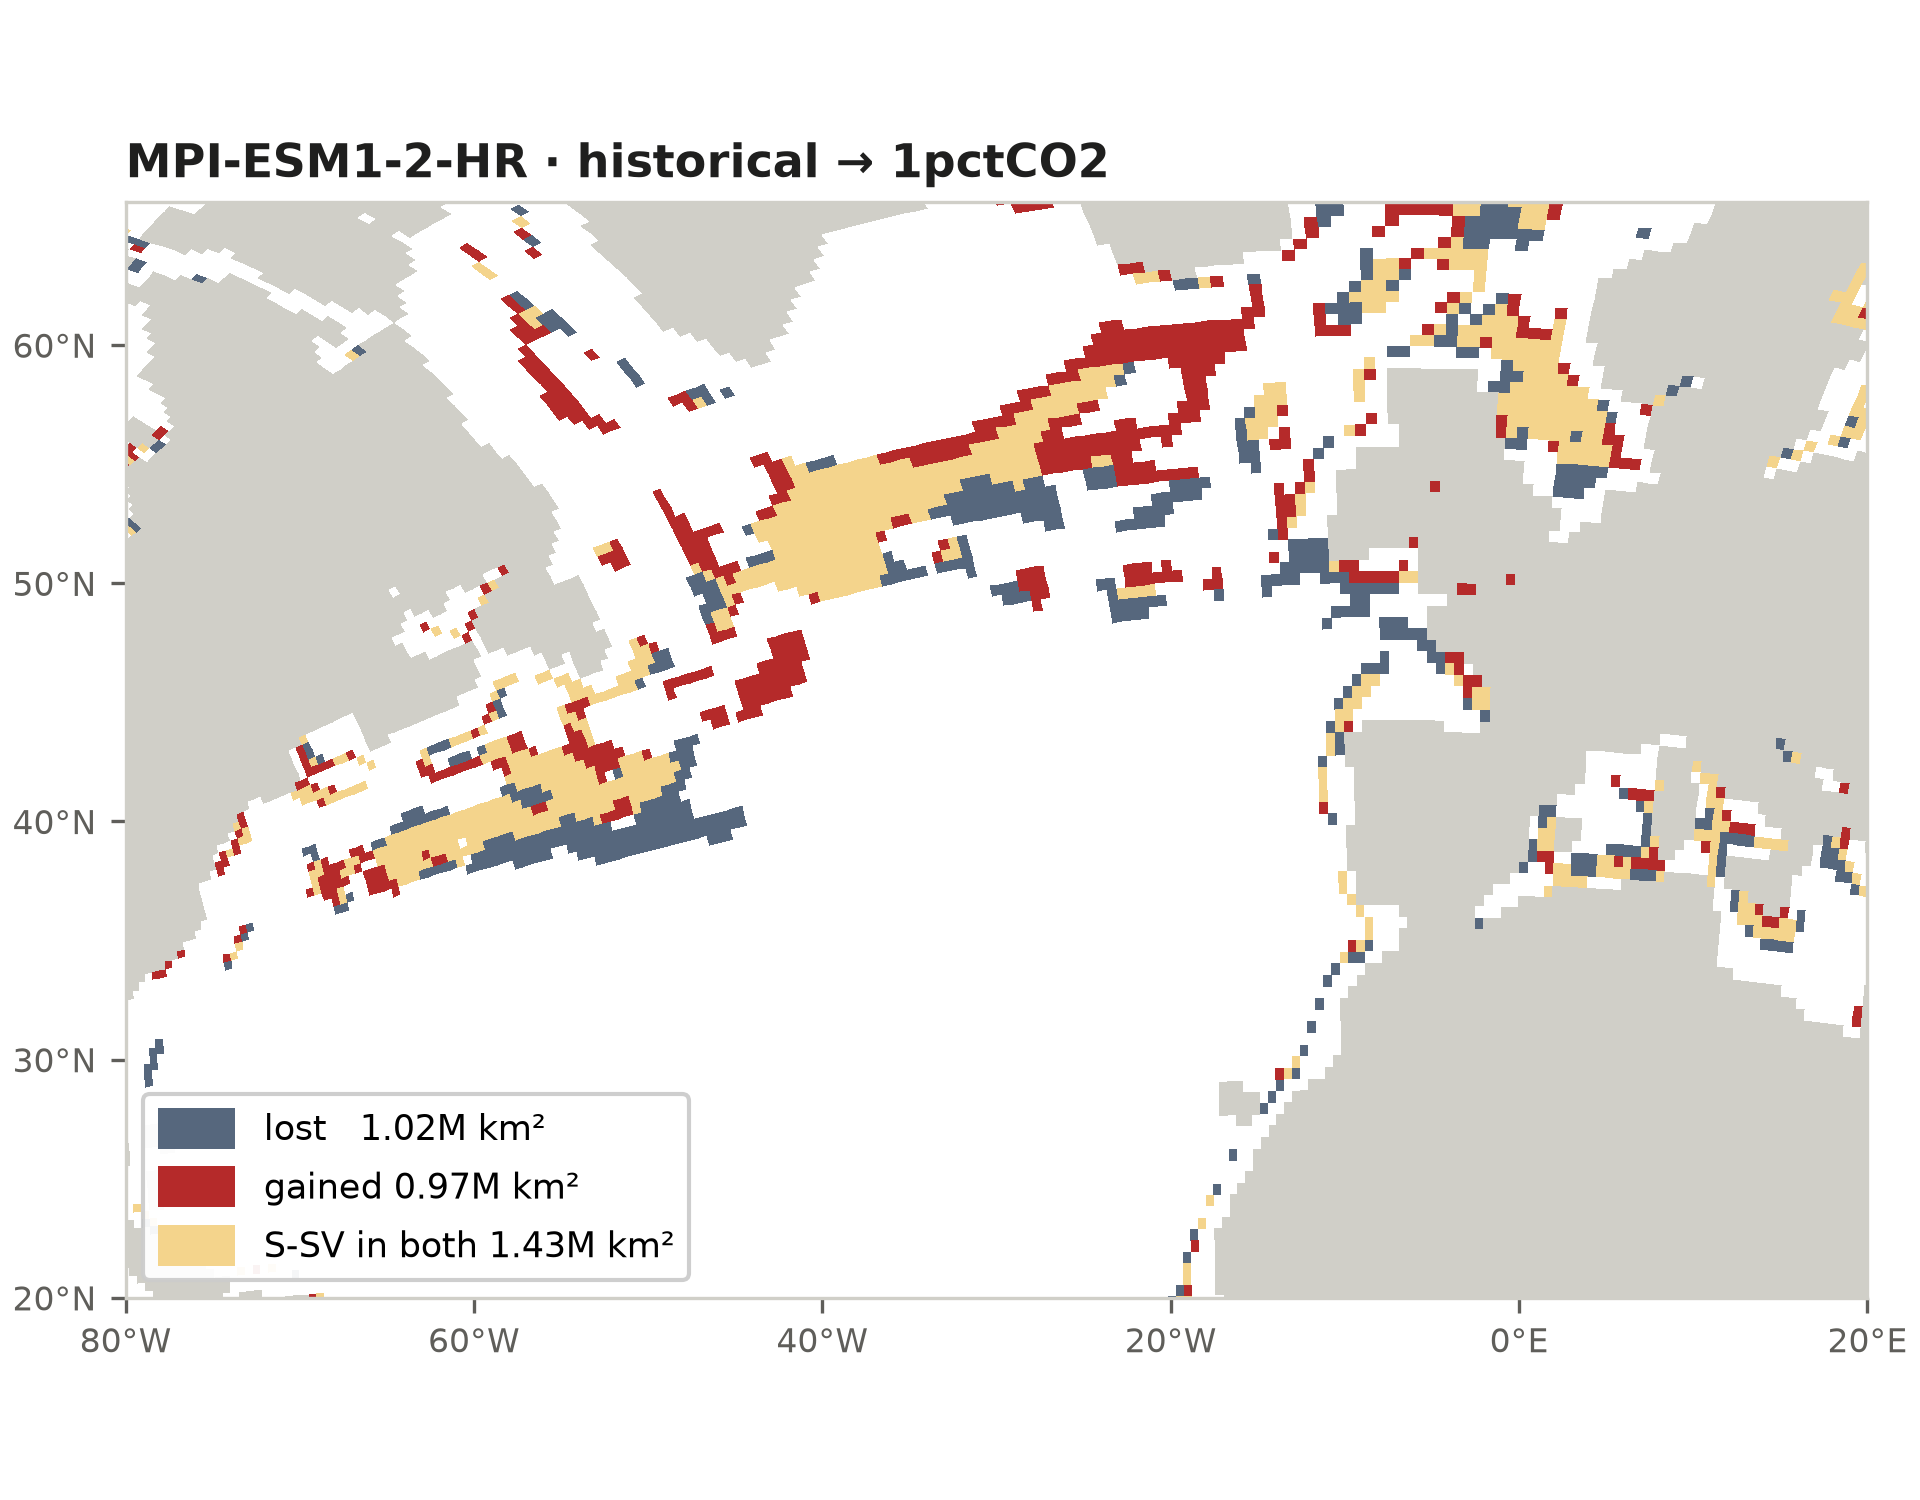 MPI-ESM1-2-HR · historical → 1pctCO2
60°N
50°N
40°N
30°N
20°N
lost 1.02M km²
gained 0.97M km²
S-SV in both 1.43M km²
80°W 60°W 40°W 20°W 0°E 20°E